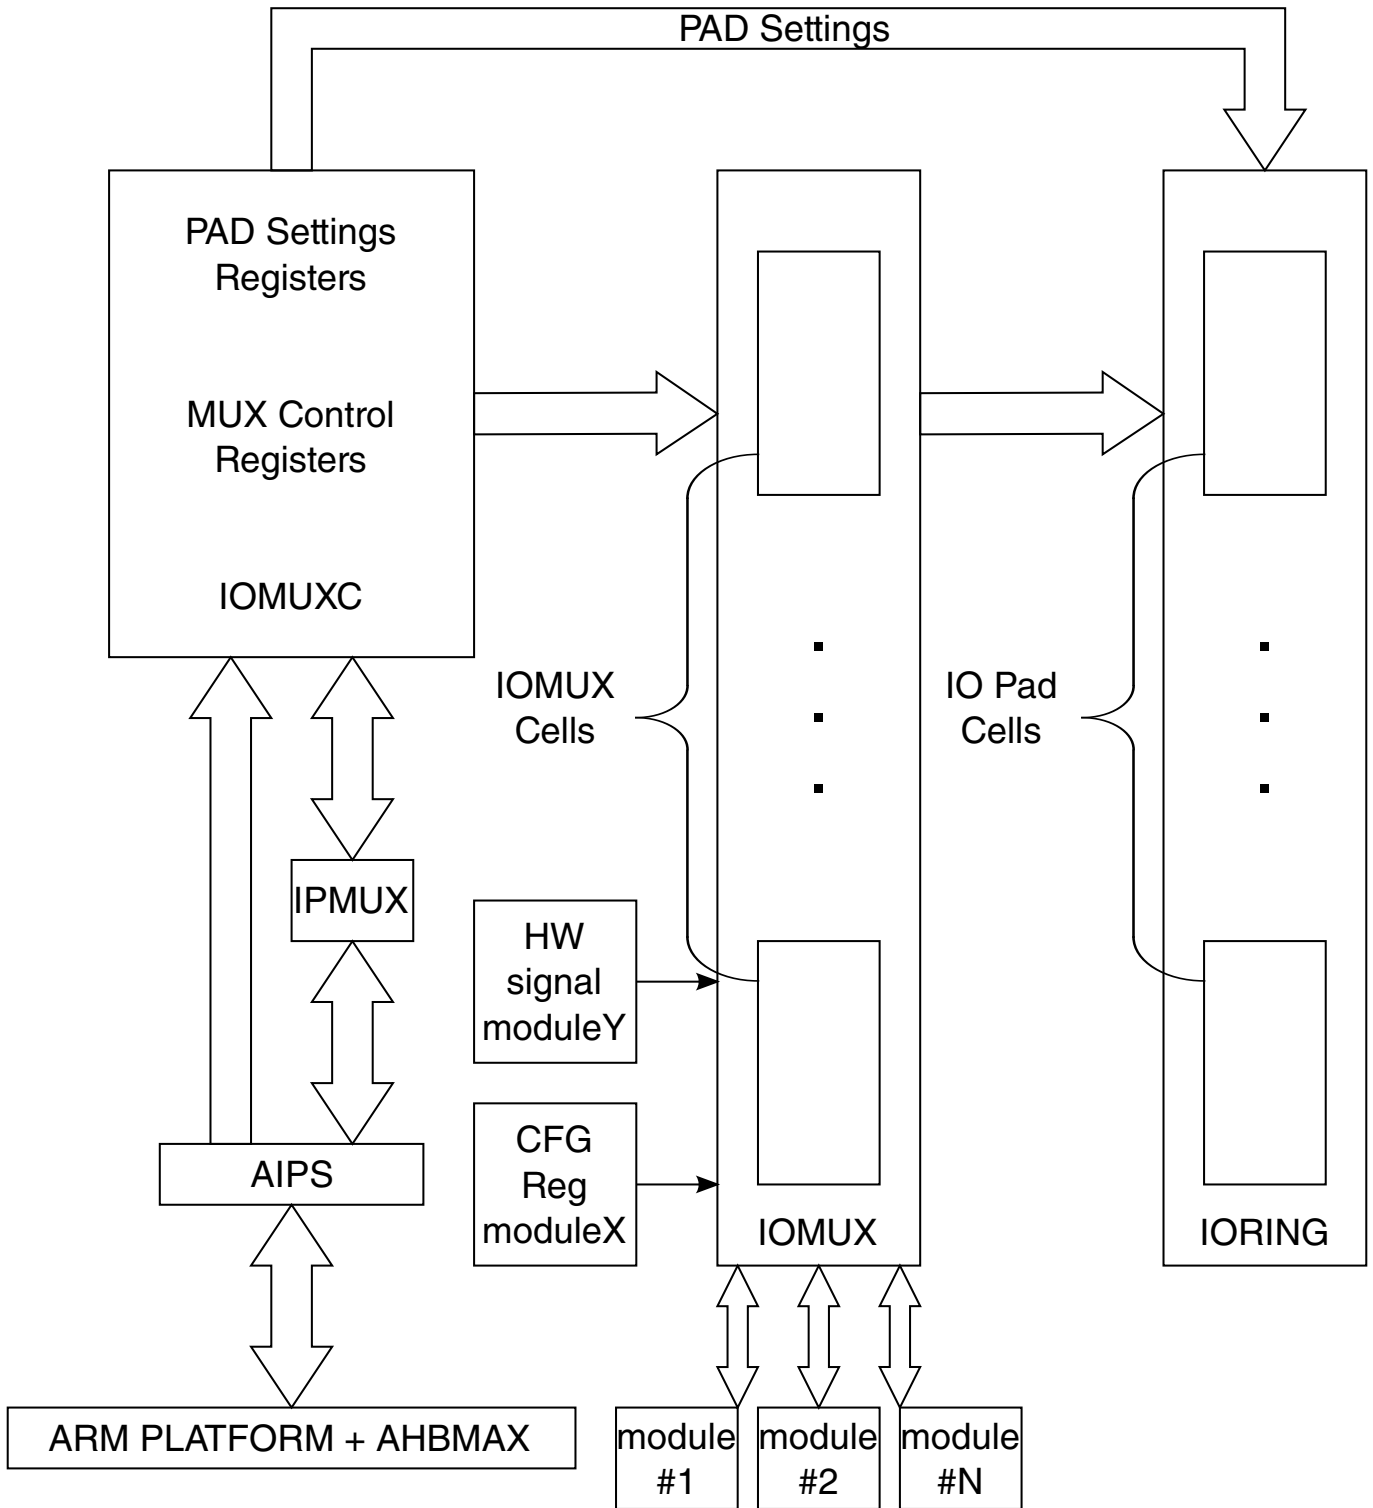 PAD Settings
PAD Settings
Registers
MUX Control
Registers
IOMUXC
IOMUX
Cells
IO Pad
Cells
IPMUX
HW
signal
moduleY
CFG
Reg
moduleX
AIPS
IOMUX
IORING
ARM PLATFORM + AHBMAX
module
#1
module
#2
module
#N